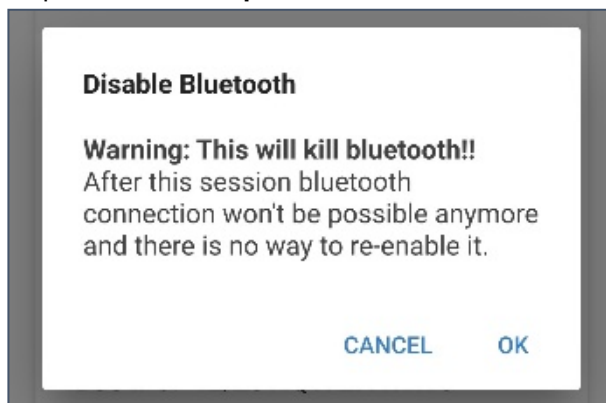 Disable Bluetooth
Warning: This will kill bluetooth!!
After this session bluetooth
connection won't be possible anymore
and there is no way to re-enable it.
CANCEL OK